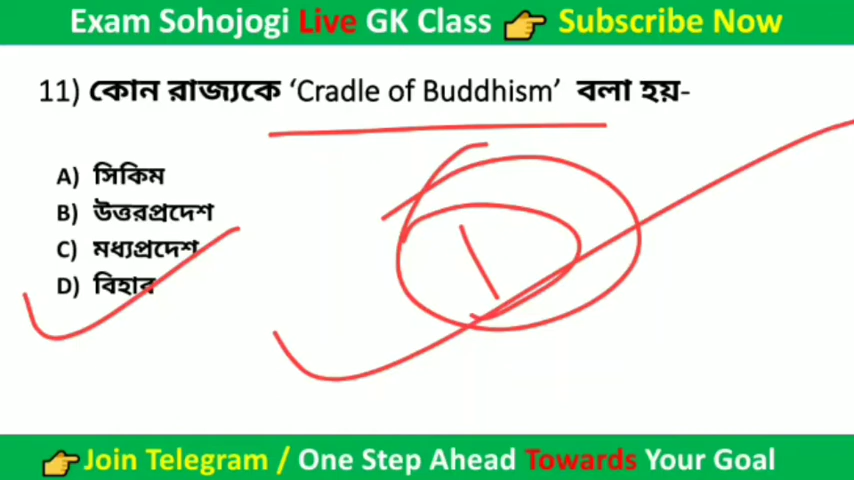 Exam Sohojogi Live GK Class 👉 Subscribe Now
11) কোন রাজ্যকে ‘Cradle of Buddhism’ বলা হয়-
A) সিকিম
B) উত্তরপ্রদেশ
C) মধ্যপ্রদেশ
D) বিহার
D
👉Join Telegram / One Step Ahead Towards Your Goal